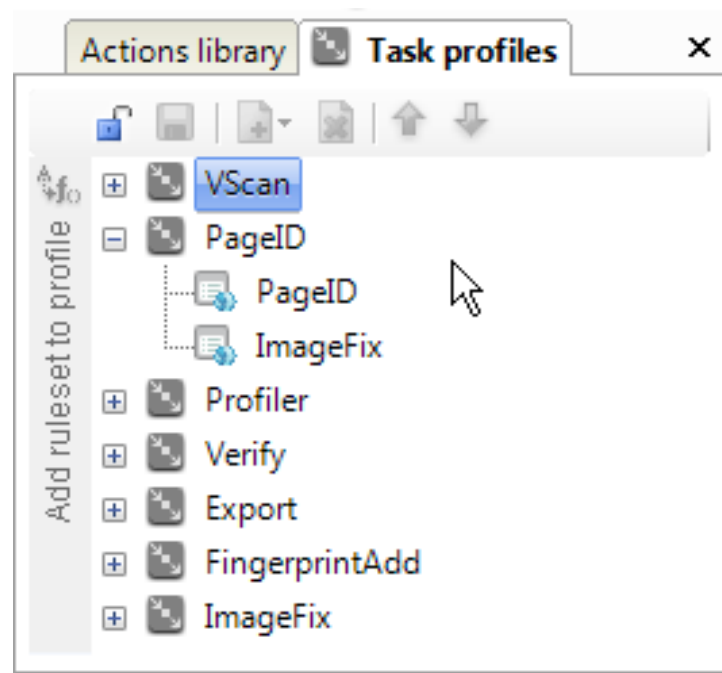 Actions library
Task profiles
Add ruleset to profile
VScan
PageID
PageID
ImageFix
Profiler
Verify
Export
FingerprintAdd
ImageFix